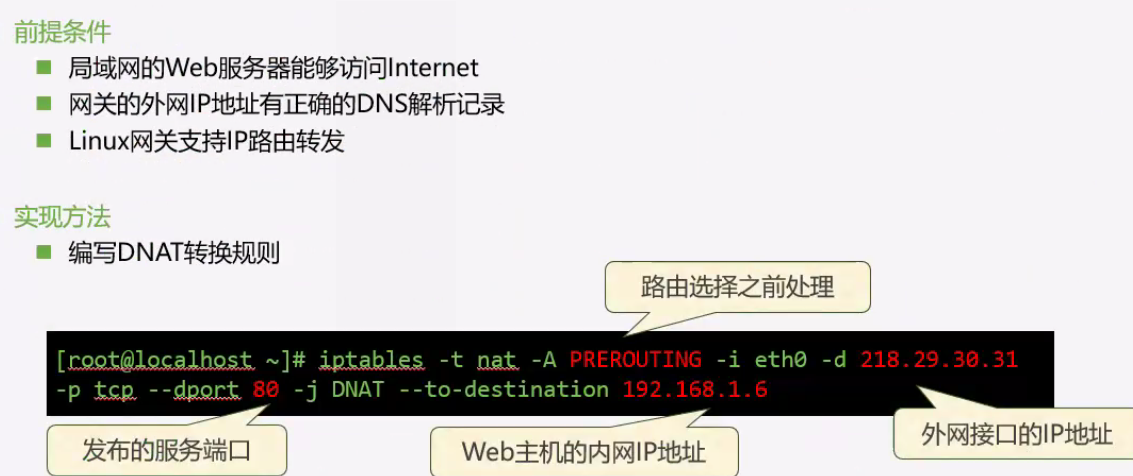 前提条件
局域网的Web服务器能够访问Internet
网关的外网IP地址有正确的DNS解析记录
Linux网关支持IP路由转发
实现方法
编写DNAT转换规则
路由选择之前处理
[root@localhost ~]# iptables -t nat -A PREROUTING -i eth0 -d 218.29.30.31
-p tcp --dport 80 -j DNAT --to-destination 192.168.1.6
发布的服务端口
Web主机的内网IP地址
外网接口的IP地址